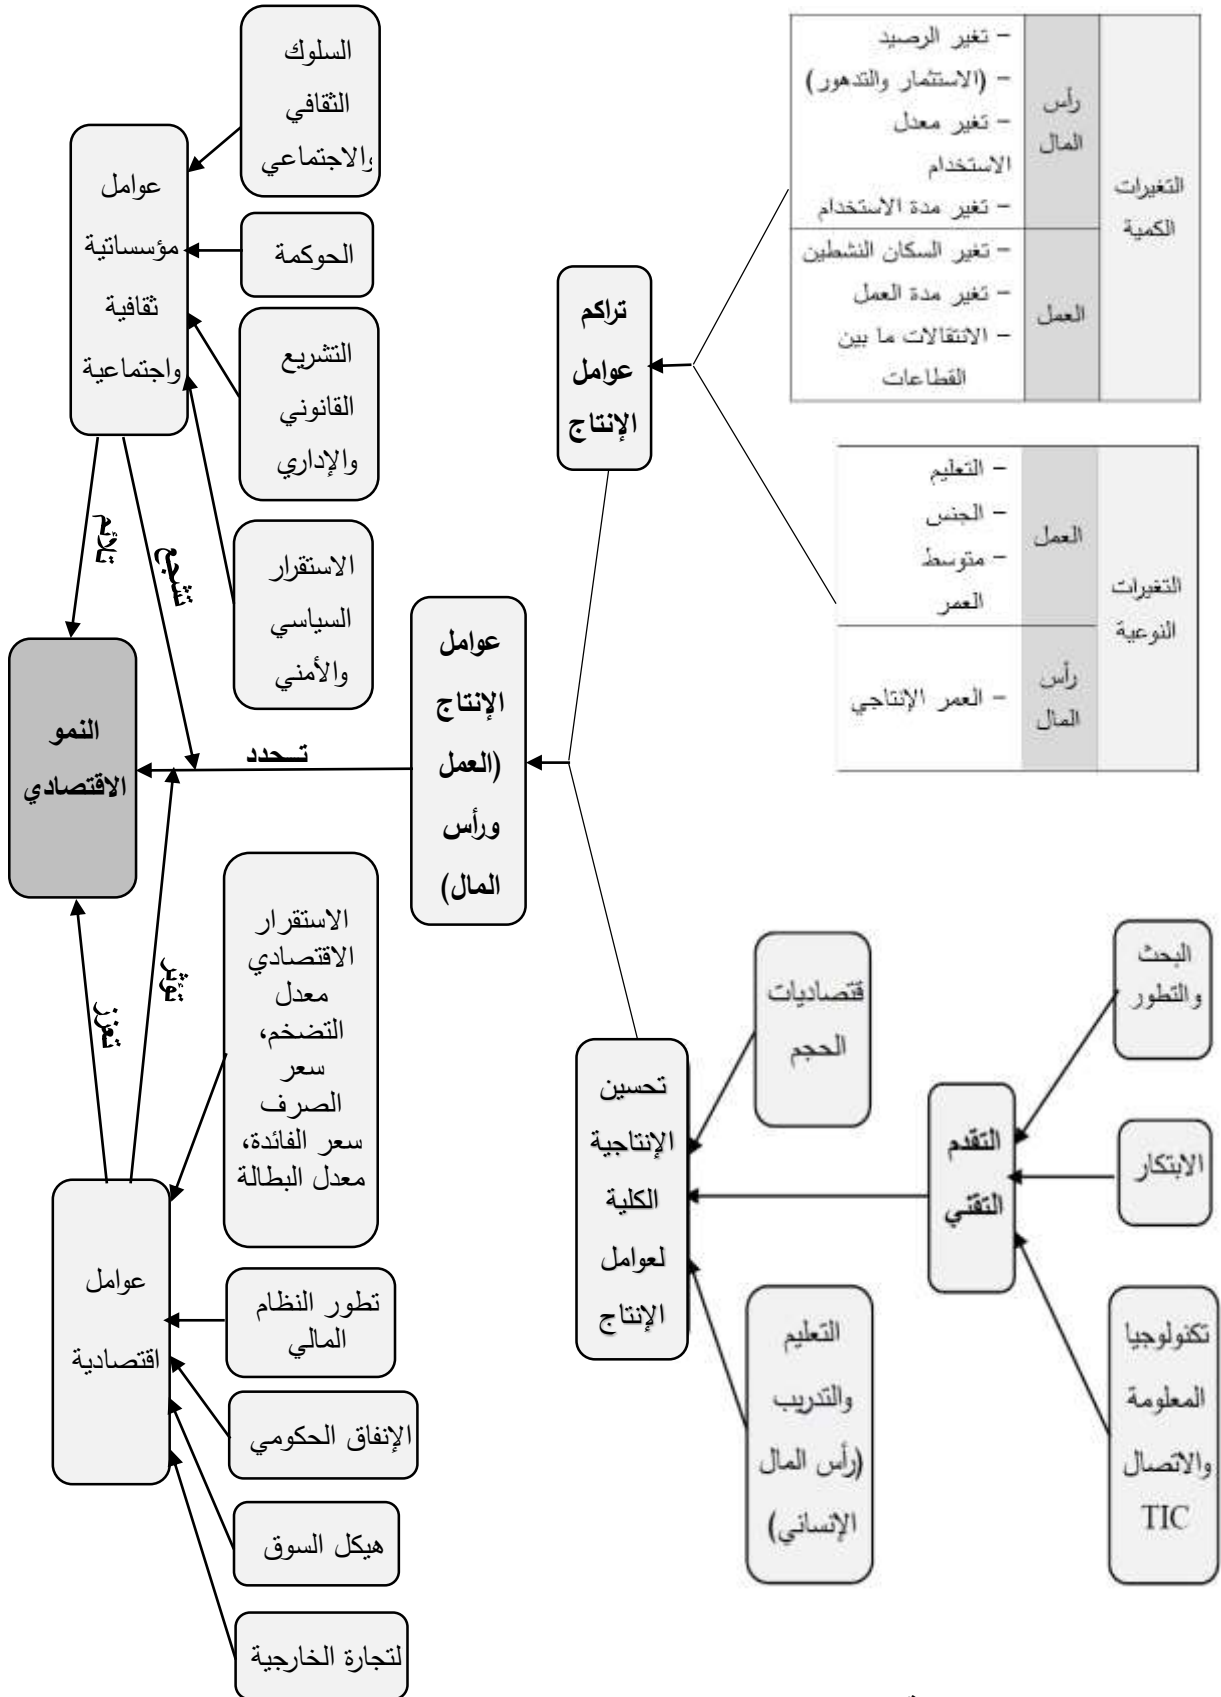 التغيرات
الكمية
رأس
المال
- تغير الرصيد
- (الاستثمار والتدهور)
- تغير معدل
الاستخدام
- تغير مدة الاستخدام
العمل
- تغير السكان النشطين
- تغير مدة العمل
- الانتقالات ما بين
القطاعات
التغيرات
النوعية
العمل
- التعليم
- الجنس
- متوسط
العمر
رأس
المال
- العمر الإنتاجي
تراكم
عوامل
الإنتاج
البحث
والتطور
الابتكار
تكنولوجيا
المعلومة
والاتصال
TIC
التقدم
التقني
قتصاديات
الحجم
التعليم
والتدريب
(رأس المال
الإنساني)
تحسين
الإنتاجية
الكلية
لعوامل
الإنتاج
عوامل
الإنتاج
(العمل
ورأس
المال)
تـــحدد
السلوك
الثقافي
والاجتماعي
الحوكمة
التشريع
القانوني
والإداري
الاستقرار
السياسي
والأمني
عوامل
مؤسساتية
ثقافية
واجتماعية
تلائم
تشجع
النمو
الاقتصادي
تعزز
تؤثر
الاستقرار
الاقتصادي
معدل
التضخم،
سعر
الصرف
سعر الفائدة،
معدل البطالة
تطور النظام
المالي
الإنفاق الحكومي
هيكل السوق
لتجارة الخارجية
عوامل
اقتصادية